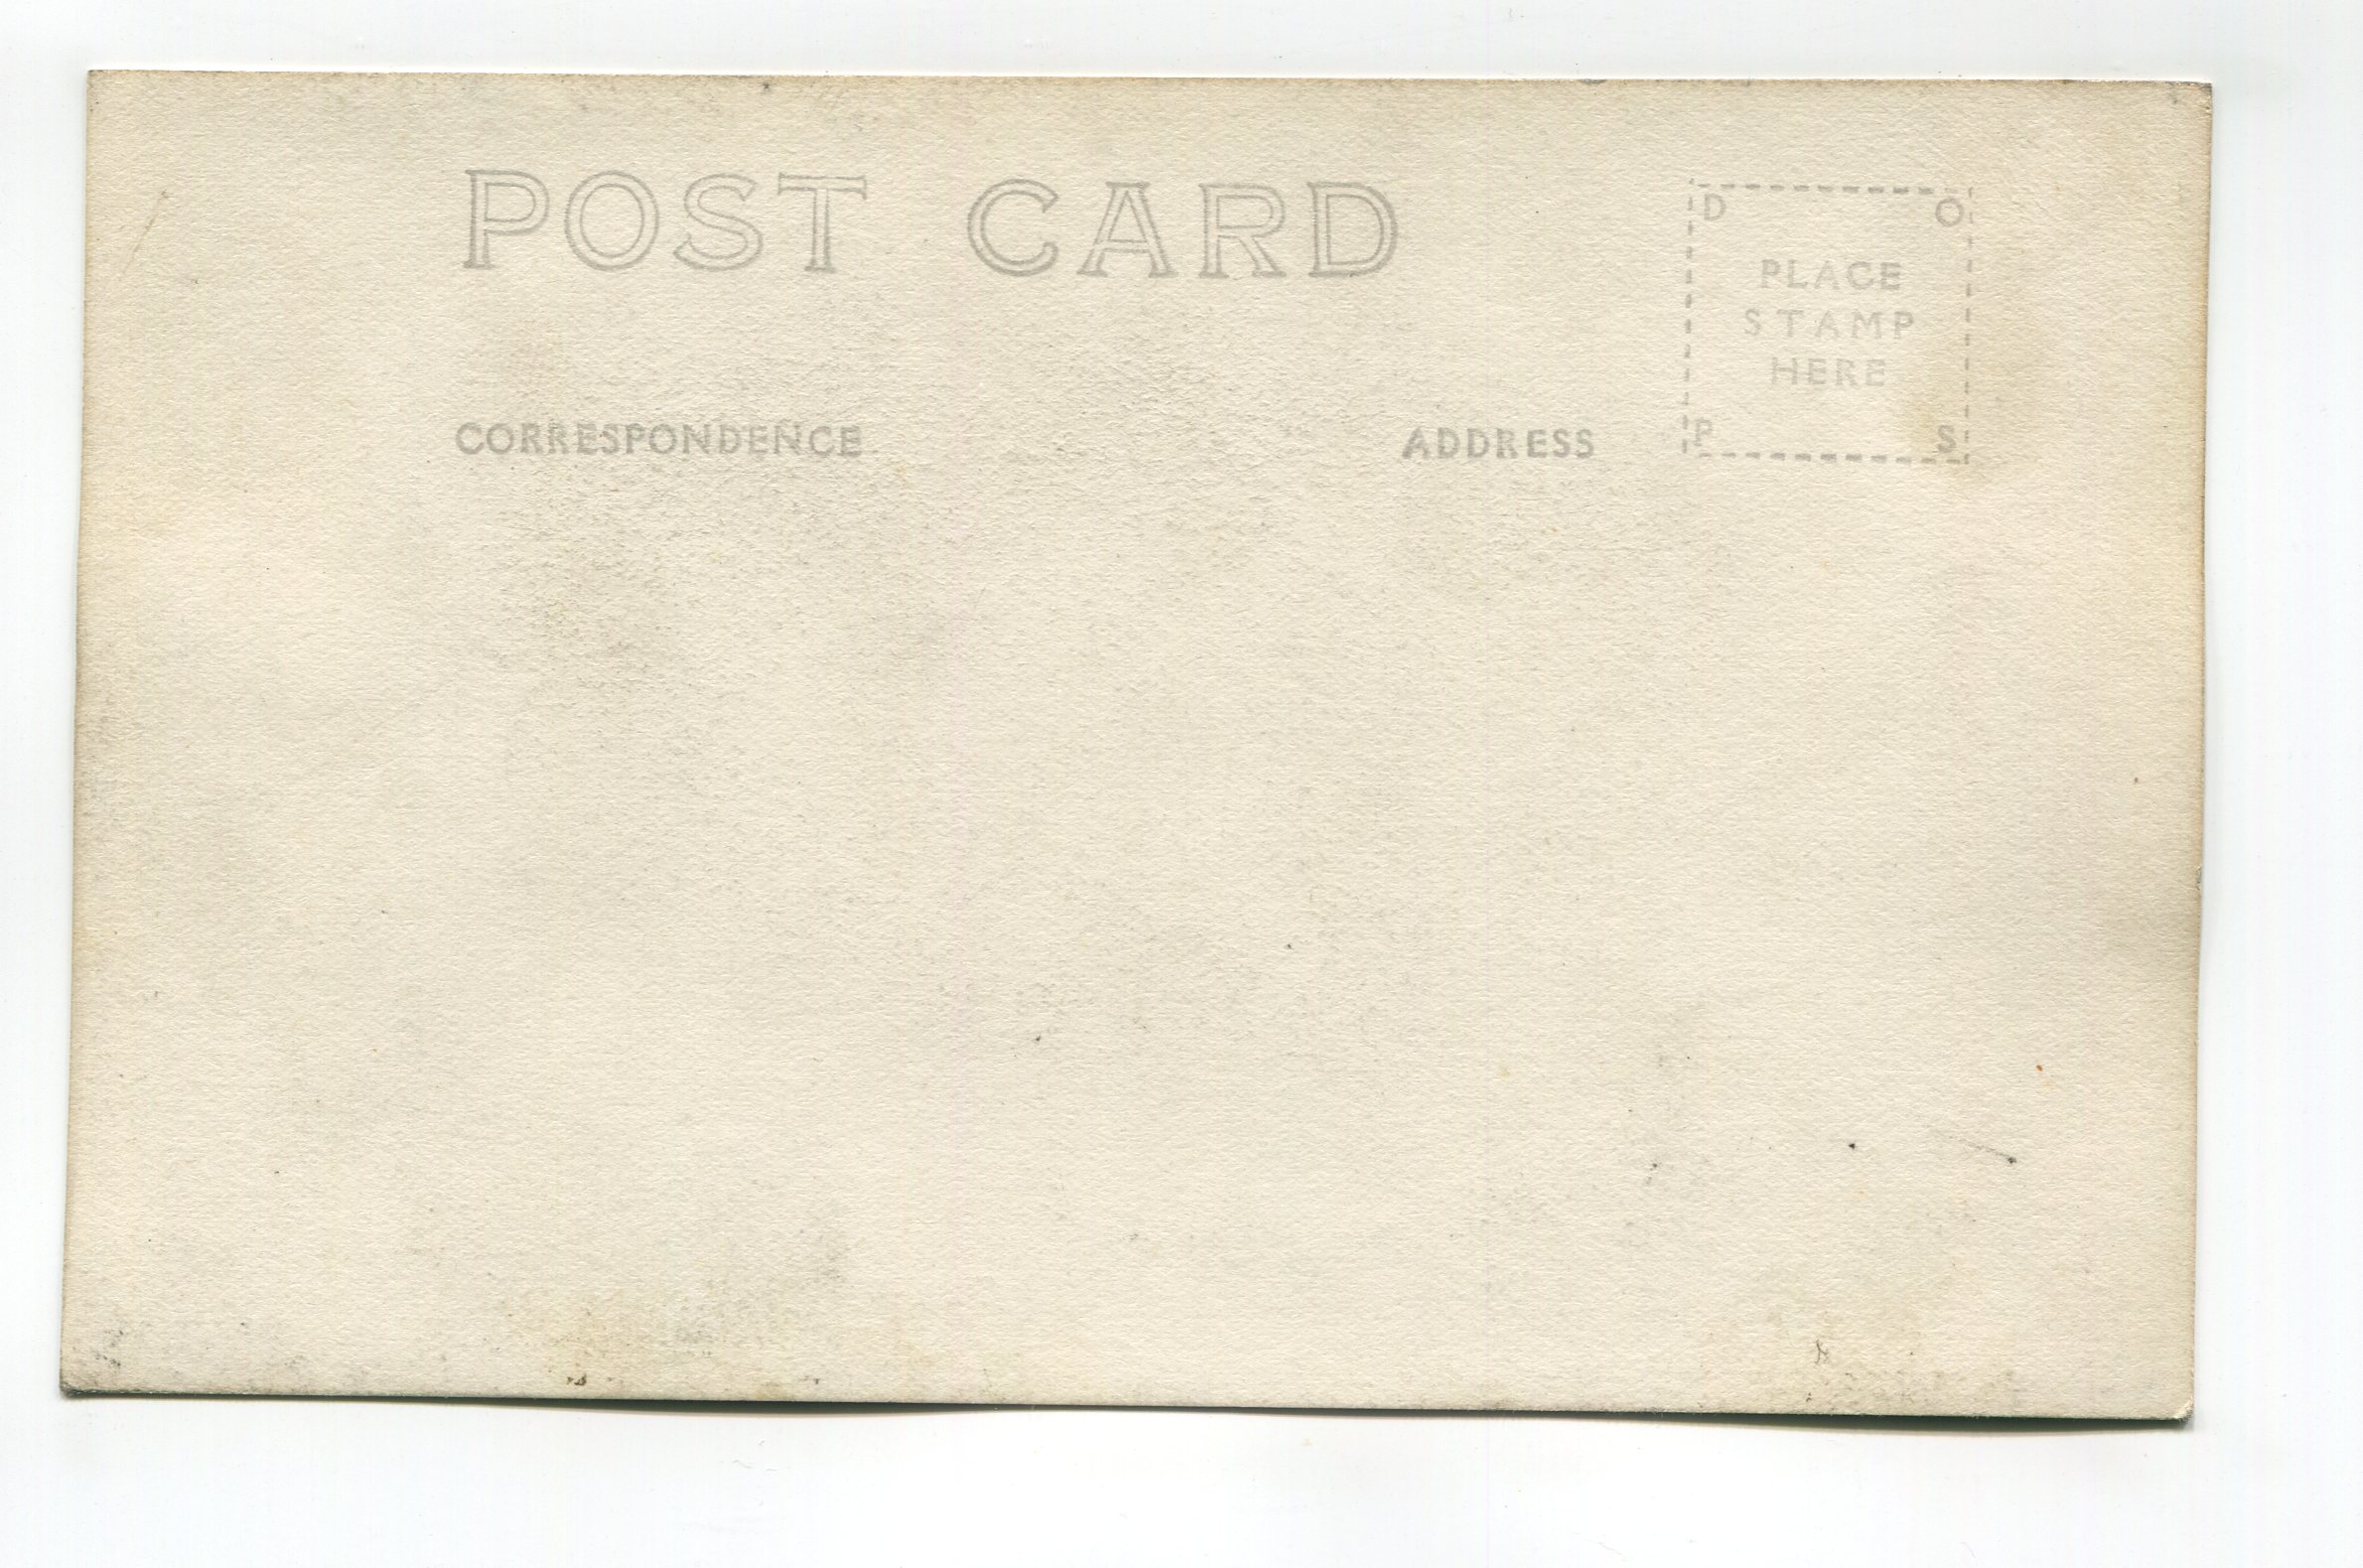 POST CARD
D O
PLACE
STAMP
HERE
P S
CORRESPONDENCE
ADDRESS